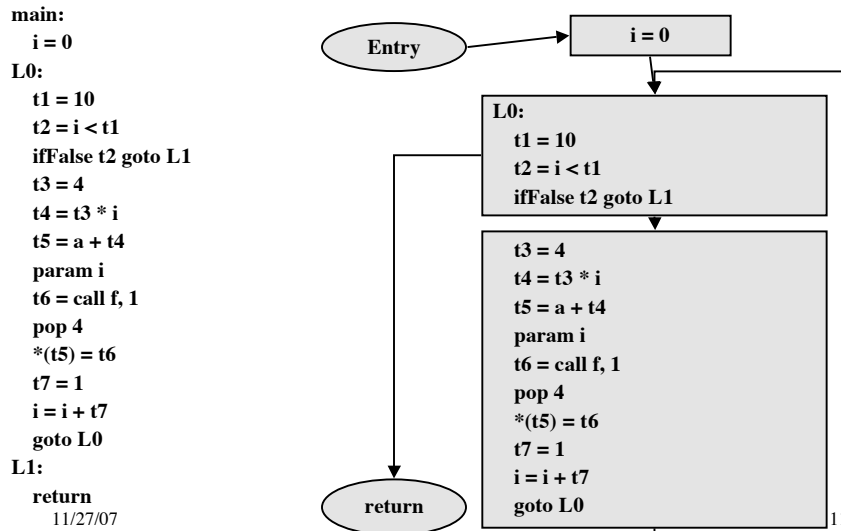 main:
i = 0
L0:
t1 = 10
t2 = i < t1
ifFalse t2 goto L1
t3 = 4
t4 = t3 * i
t5 = a + t4
param i
t6 = call f, 1
pop 4
*(t5) = t6
t7 = 1
i = i + t7
goto L0
L1:
return
11/27/07
Entry
i = 0
L0:
t1 = 10
t2 = i < t1
ifFalse t2 goto L1
t3 = 4
t4 = t3 * i
t5 = a + t4
param i
t6 = call f, 1
pop 4
*(t5) = t6
t7 = 1
i = i + t7
goto L0
return